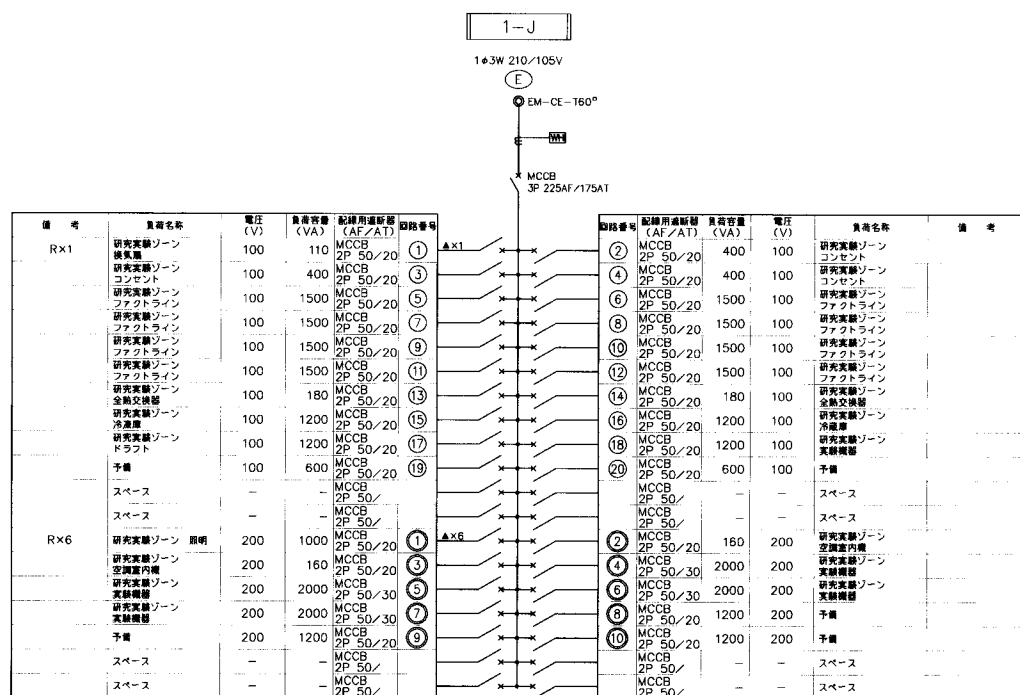 1-J
1φ3W 210/105V
E
EM-CE-T60°
WH
MCCB
3P 225AF/175AT
備 考 負荷名称 電圧(V) 負荷容量(VA) 配線用遮断器(AF/AT) 回路番号
R×1 研究実験ゾーン 換気扇 100 110 MCCB 2P 50/20 1 ▲×1
研究実験ゾーン コンセント 100 400 MCCB 2P 50/20 3
研究実験ゾーン ファクトライン 100 1500 MCCB 2P 50/20 5
研究実験ゾーン ファクトライン 100 1500 MCCB 2P 50/20 7
研究実験ゾーン ファクトライン 100 1500 MCCB 2P 50/20 9
研究実験ゾーン ファクトライン 100 1500 MCCB 2P 50/20 11
研究実験ゾーン 全熱交換器 100 180 MCCB 2P 50/20 13
研究実験ゾーン 冷凍庫 100 1200 MCCB 2P 50/20 15
研究実験ゾーン ドラフト 100 1200 MCCB 2P 50/20 17
予備 100 600 MCCB 2P 50/20 19
スペース − − MCCB 2P 50/
スペース − − MCCB 2P 50/
R×6 研究実験ゾーン 照明 200 1000 MCCB 2P 50/20 1 ▲×6
研究実験ゾーン 空調室内機 200 160 MCCB 2P 50/20 3
研究実験ゾーン 実験機器 200 2000 MCCB 2P 50/30 5
研究実験ゾーン 実験機器 200 2000 MCCB 2P 50/30 7
予備 200 1200 MCCB 2P 50/20 9
スペース − − MCCB 2P 50/
スペース − − MCCB 2P 50/
回路番号 配線用遮断器(AF/AT) 負荷容量(VA) 電圧(V) 負荷名称 備 考
2 MCCB 2P 50/20 400 100 研究実験ゾーン コンセント
4 MCCB 2P 50/20 400 100 研究実験ゾーン コンセント
6 MCCB 2P 50/20 1500 100 研究実験ゾーン ファクトライン
8 MCCB 2P 50/20 1500 100 研究実験ゾーン ファクトライン
10 MCCB 2P 50/20 1500 100 研究実験ゾーン ファクトライン
12 MCCB 2P 50/20 1500 100 研究実験ゾーン ファクトライン
14 MCCB 2P 50/20 180 100 研究実験ゾーン 全熱交換器
16 MCCB 2P 50/20 1200 100 研究実験ゾーン 冷蔵庫
18 MCCB 2P 50/20 1200 100 研究実験ゾーン 実験機器
20 MCCB 2P 50/20 600 100 予備
MCCB 2P 50/ − − スペース
MCCB 2P 50/ − − スペース
2 MCCB 2P 50/20 160 200 研究実験ゾーン 空調室内機
4 MCCB 2P 50/30 2000 200 研究実験ゾーン 実験機器
6 MCCB 2P 50/30 2000 200 研究実験ゾーン 実験機器
8 MCCB 2P 50/20 1200 200 予備
10 MCCB 2P 50/20 1200 200 予備
MCCB 2P 50/ − − スペース
MCCB 2P 50/ − − スペース